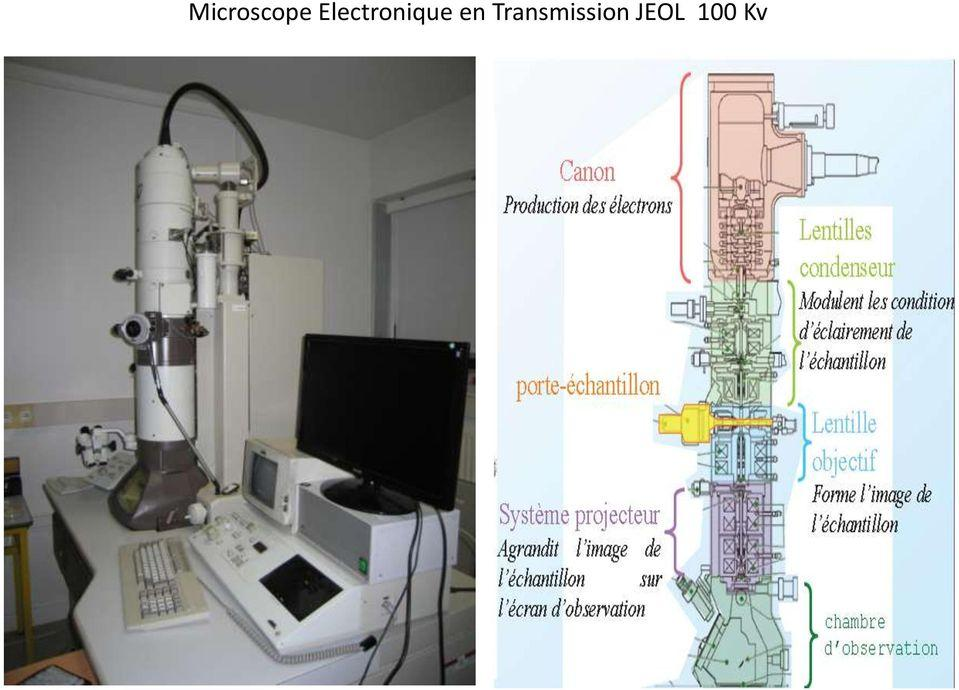 Microscope Electronique en Transmission JEOL 100 Kv
Canon
Production des électrons
Lentilles
condenseur
Modulent les condition
d’éclairement de
l’échantillon
porte-échantillon
Lentille
objectif
Forme l’image de
l’échantillon
Système projecteur
Agrandit l’image de
l’échantillon sur
l’écran d’observation
chambre
d’observation